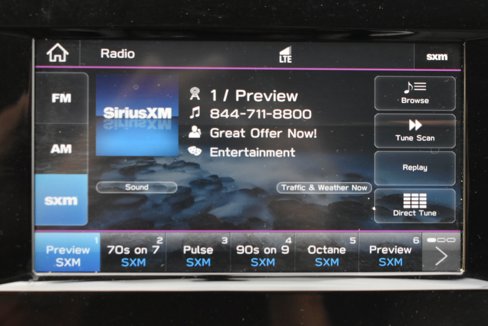 Radio
LTE
sxm
FM
AM
sxm
SiriusXM
1 / Preview
844-711-8800
Great Offer Now!
Entertainment
Sound
Traffic & Weather Now
Browse
Tune Scan
Replay
Direct Tune
1
Preview
SXM
2
70s on 7
SXM
3
Pulse
SXM
4
90s on 9
SXM
5
Octane
SXM
6
Preview
SXM